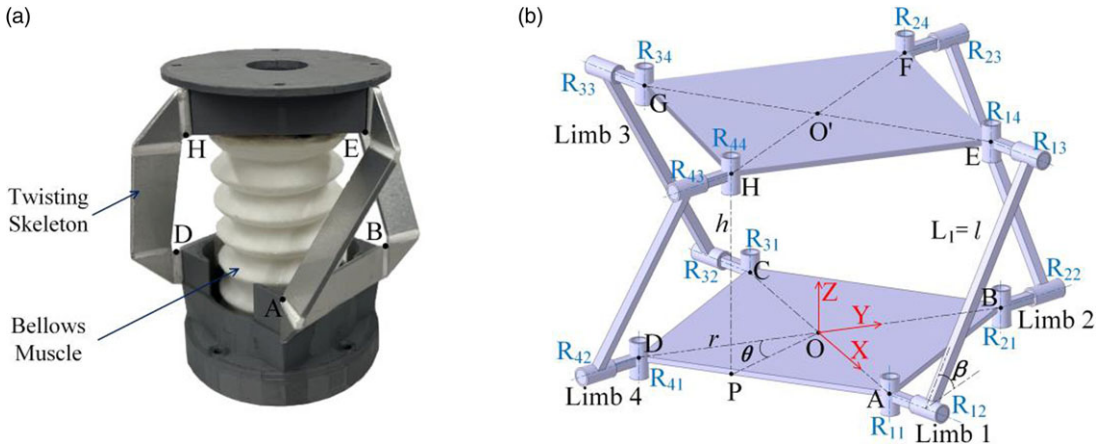 (a)
H
E
Twisting
Skeleton
D
B
A
Bellows
Muscle
(b)
R24
R34
F
R23
R33
G
R14
Limb 3
O'
R44
E
R13
R43
H
h
L1= l
R31
R32
C
Z
R22
B
Y
Limb 2
R42
D
r
θ
O
X
R21
β
R41
P
A
Limb 4
R12
R11
Limb 1